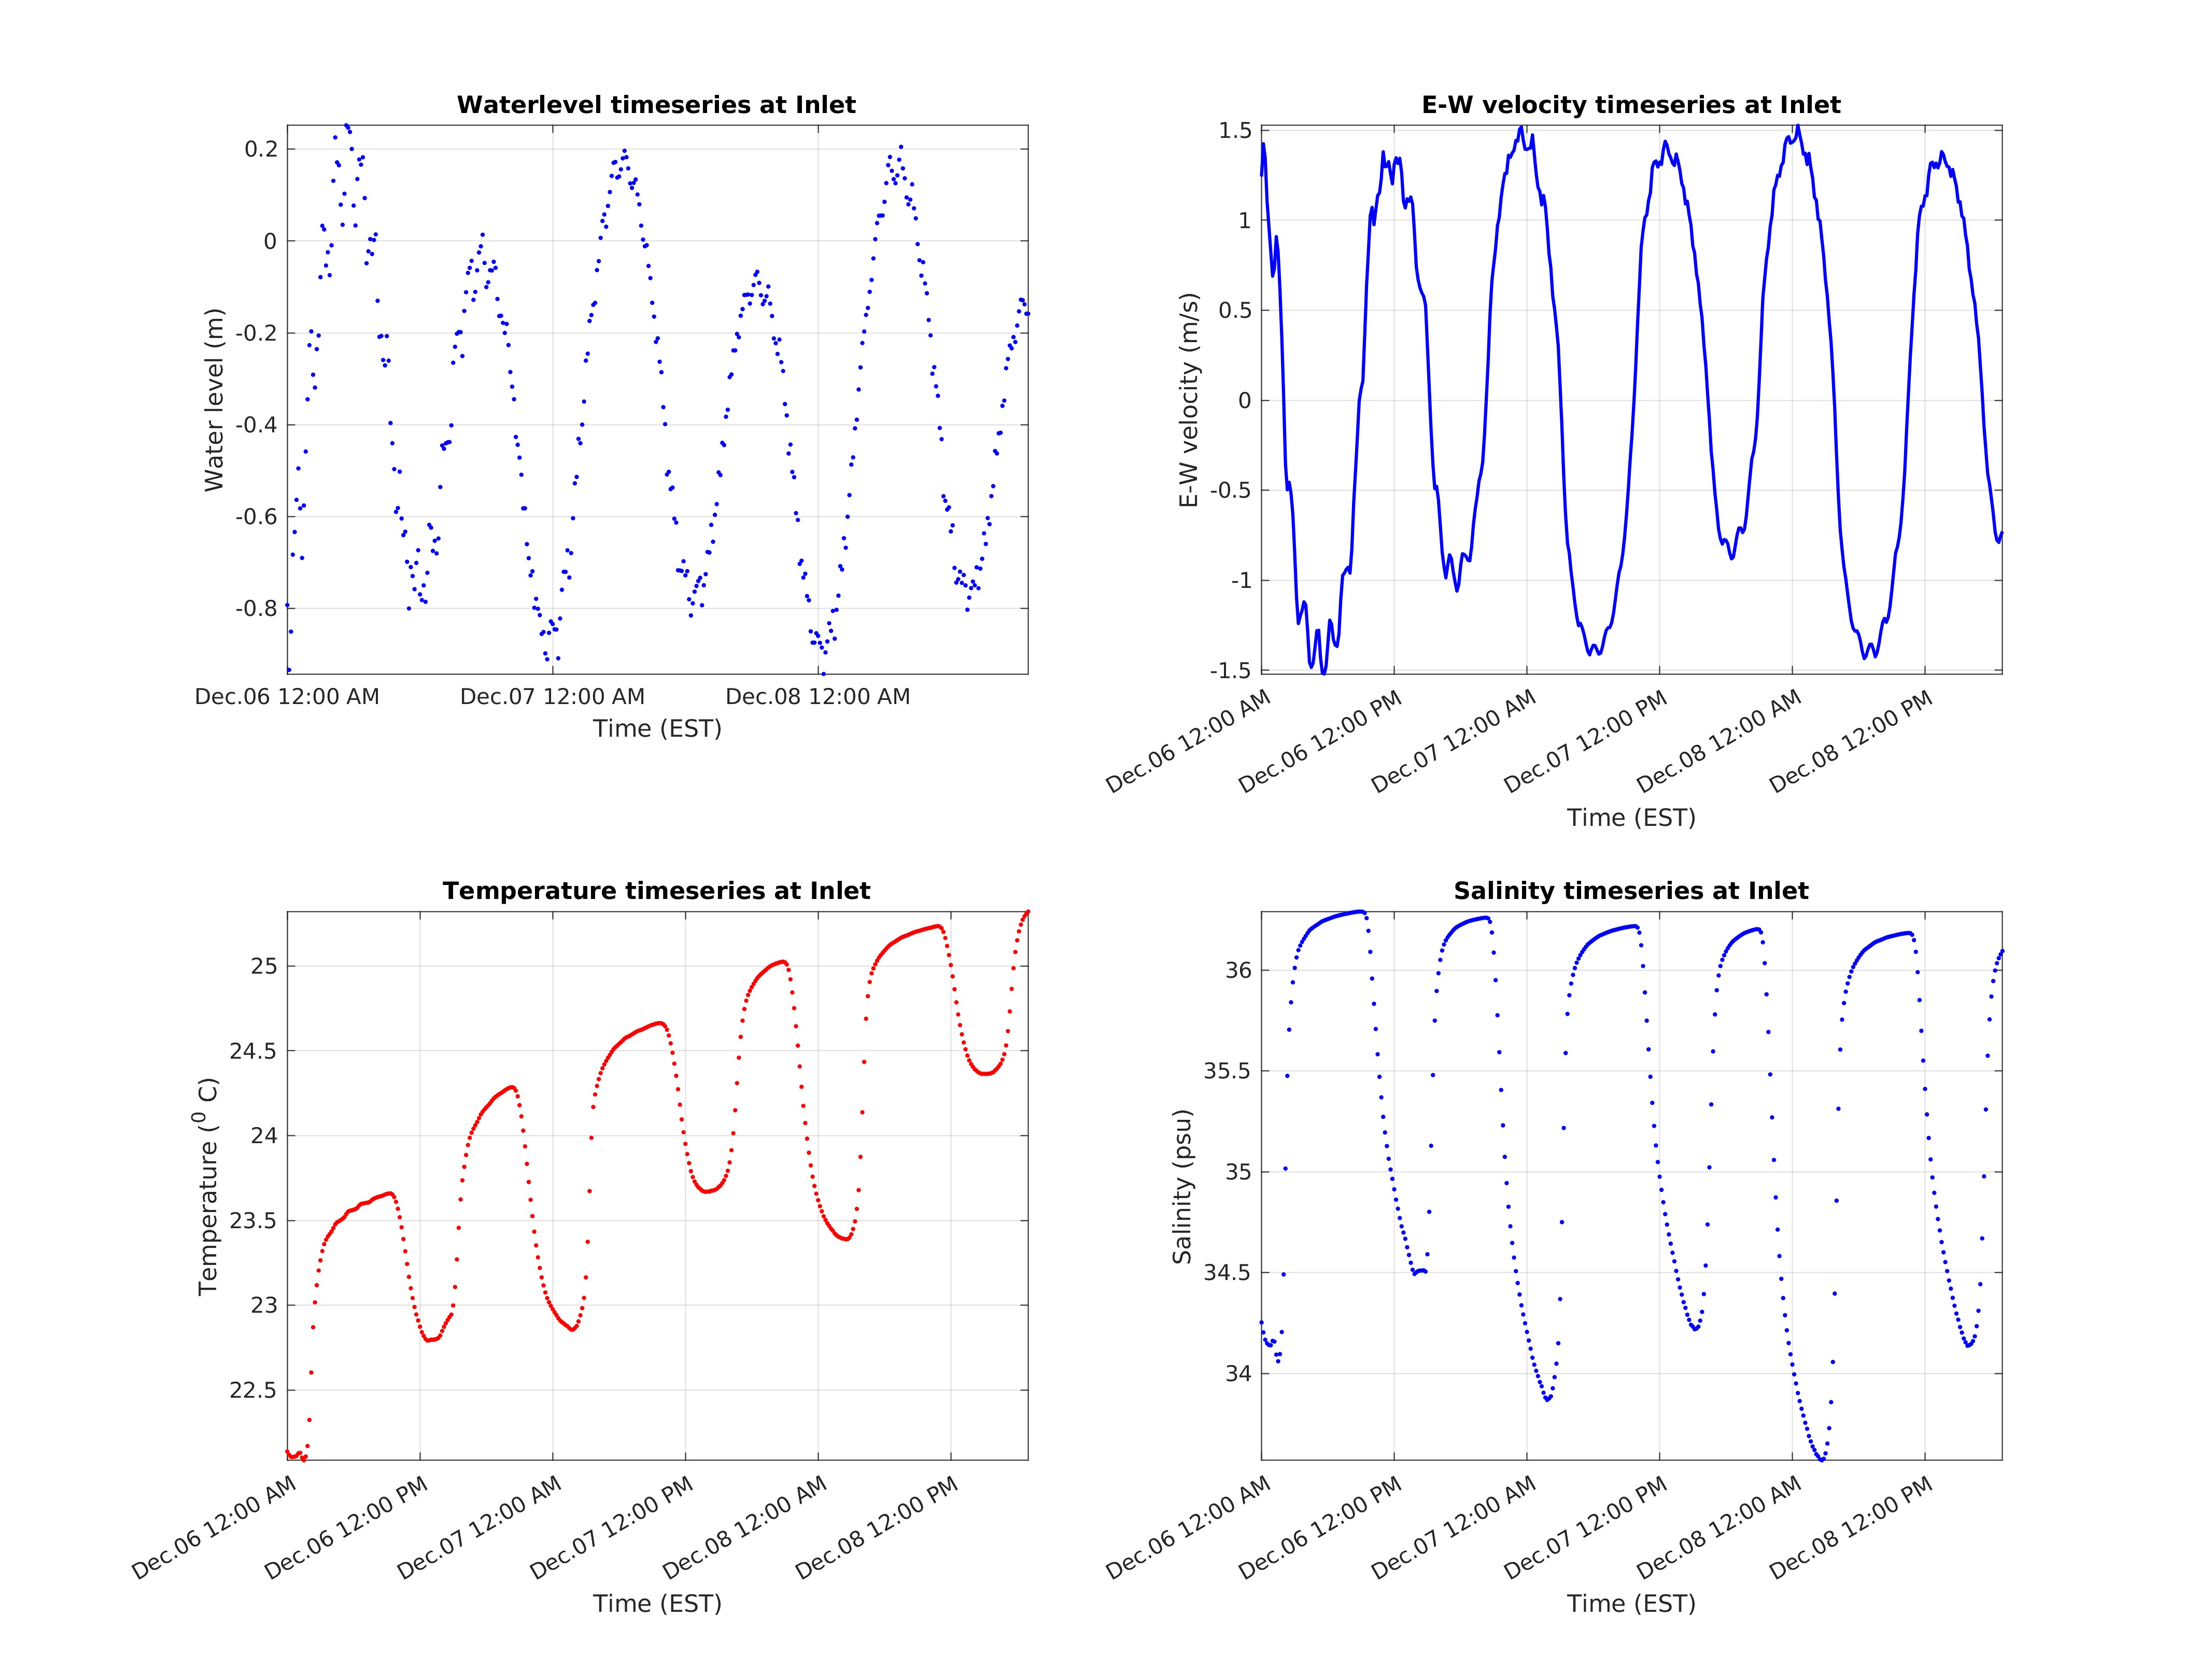 Waterlevel timeseries at Inlet
0.2
0
-0.2
-0.4
-0.6
-0.8
Water level (m)
Dec.06 12:00 AM
Dec.07 12:00 AM
Dec.08 12:00 AM
Time (EST)
E-W velocity timeseries at Inlet
1.5
1
0.5
0
-0.5
-1
-1.5
E-W velocity (m/s)
Dec.06 12:00 AM
Dec.06 12:00 PM
Dec.07 12:00 AM
Dec.07 12:00 PM
Dec.08 12:00 AM
Dec.08 12:00 PM
Time (EST)
Temperature timeseries at Inlet
25
24.5
24
23.5
23
22.5
Temperature (⁰ C)
Dec.06 12:00 AM
Dec.06 12:00 PM
Dec.07 12:00 AM
Dec.07 12:00 PM
Dec.08 12:00 AM
Dec.08 12:00 PM
Time (EST)
Salinity timeseries at Inlet
36
35.5
35
34.5
34
Salinity (psu)
Dec.06 12:00 AM
Dec.06 12:00 PM
Dec.07 12:00 AM
Dec.07 12:00 PM
Dec.08 12:00 AM
Dec.08 12:00 PM
Time (EST)